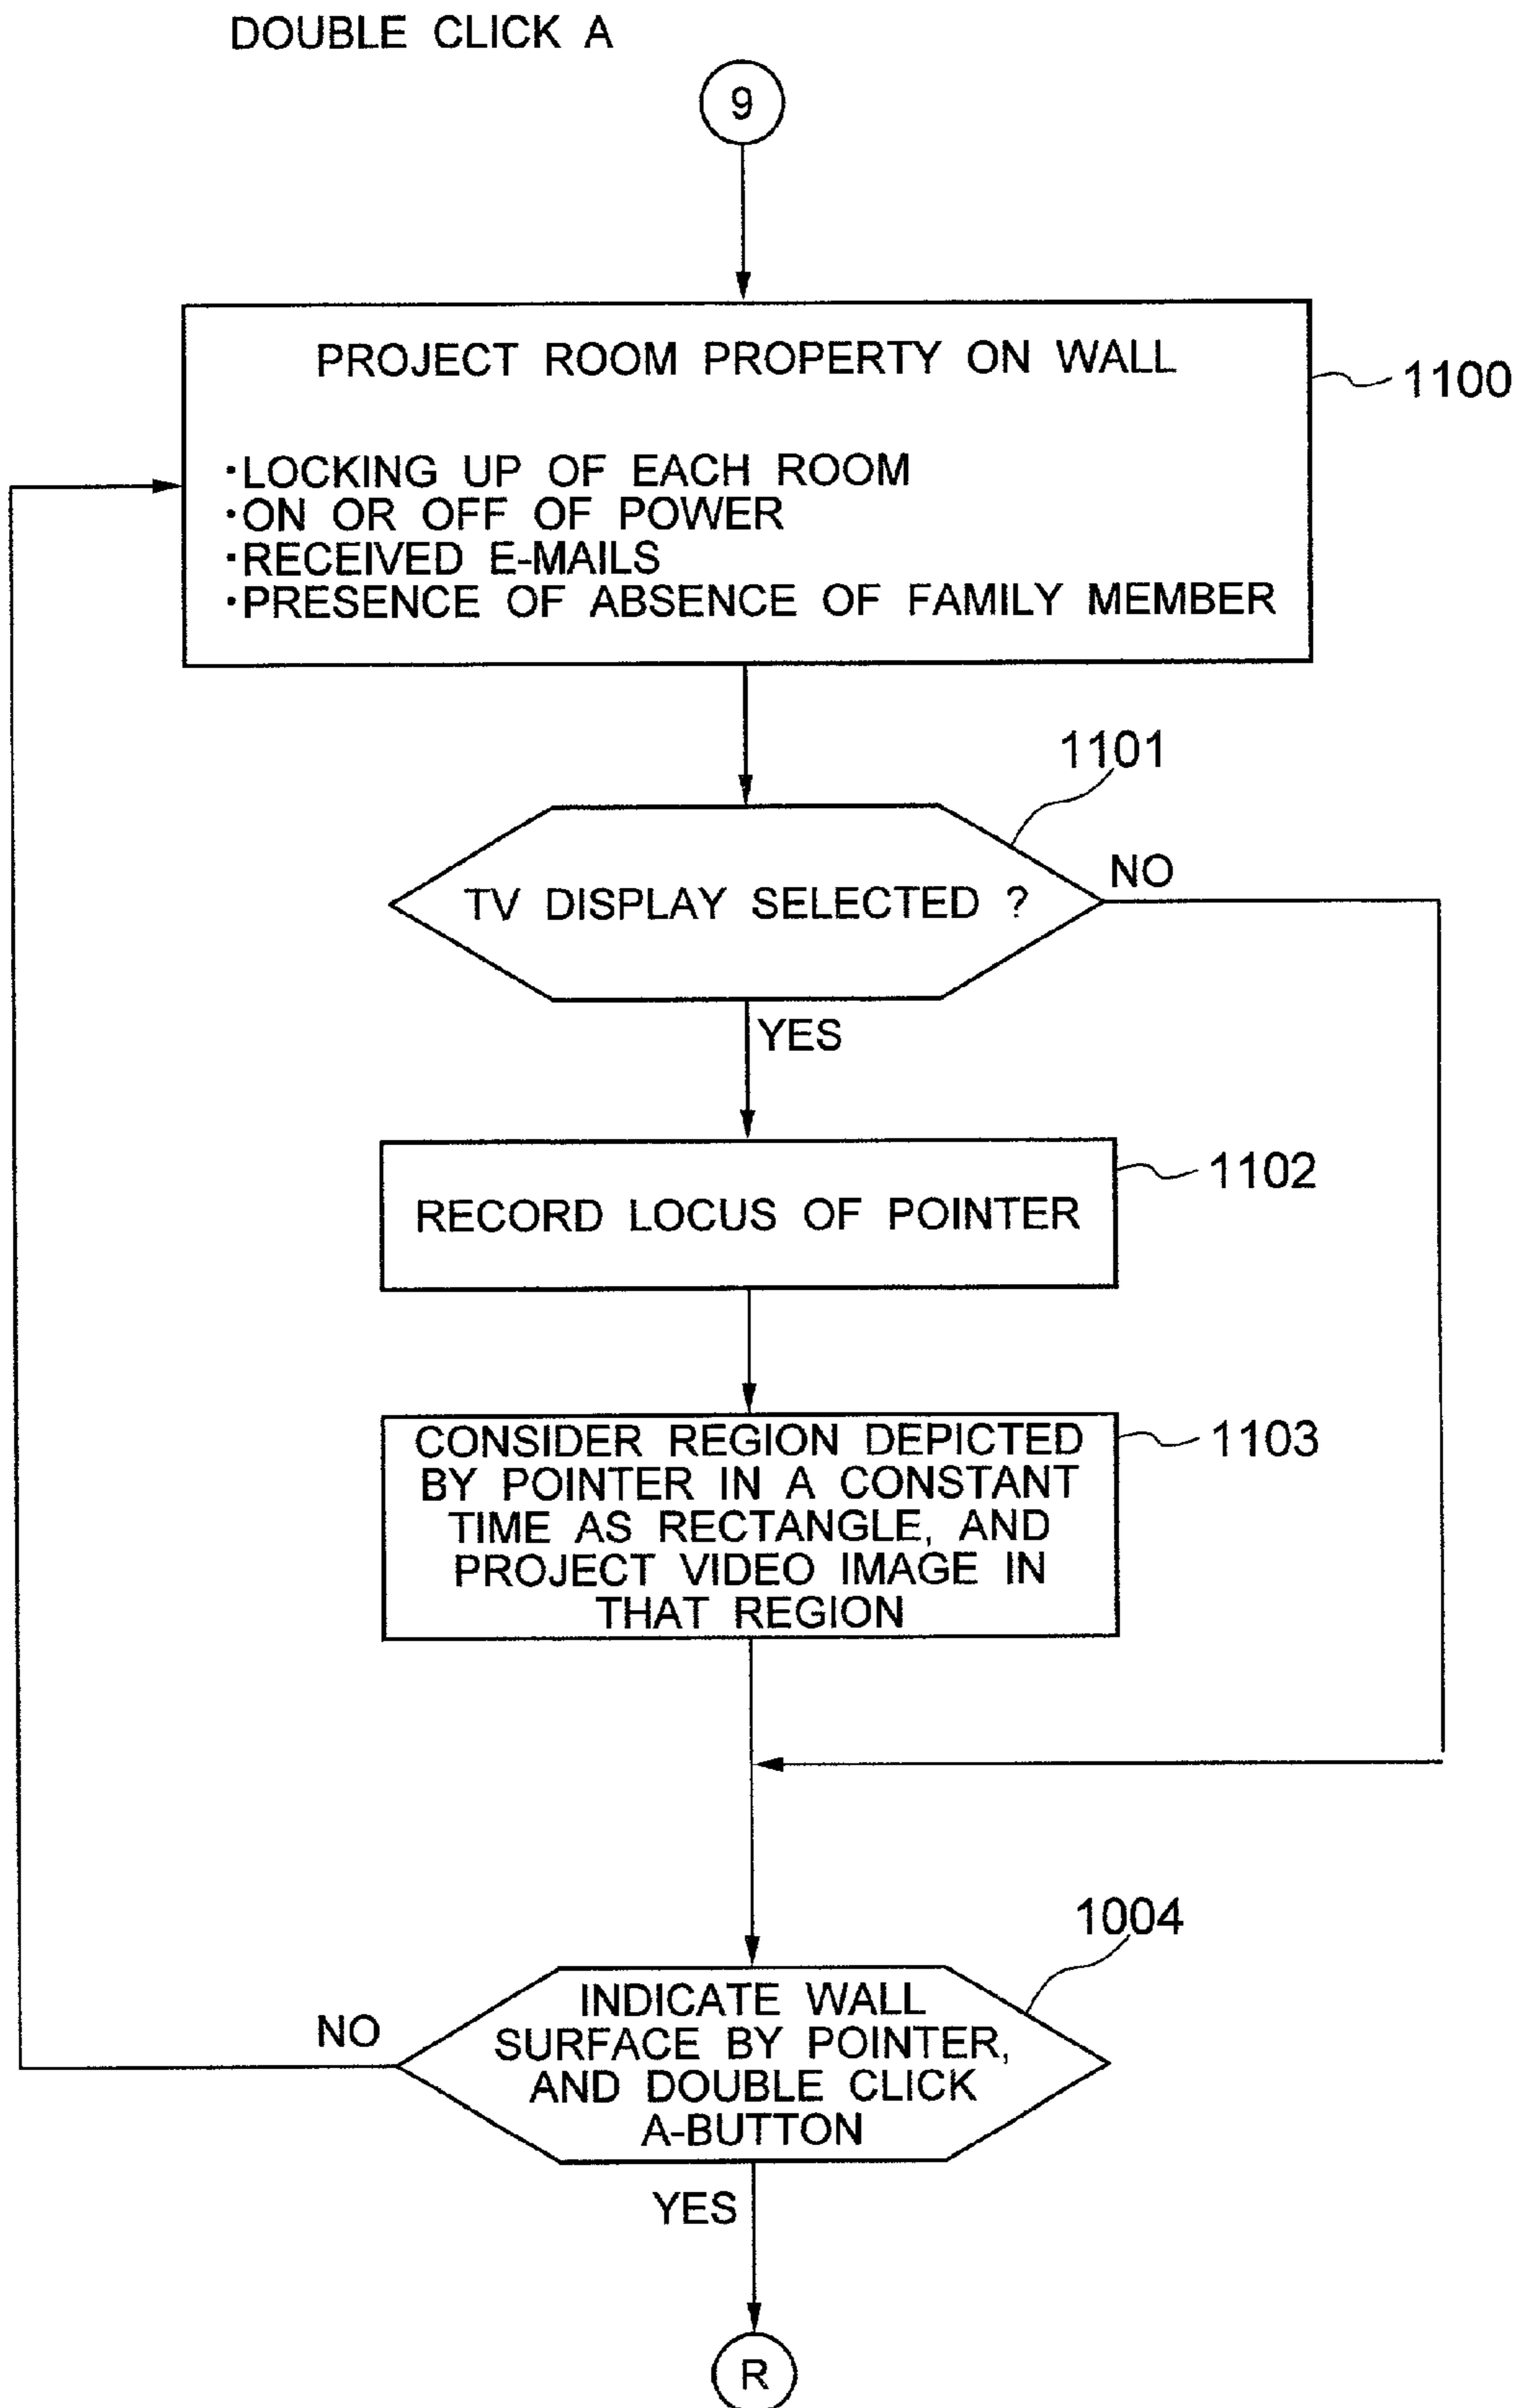 DOUBLE CLICK A
9
PROJECT ROOM PROPERTY ON WALL
1100
·LOCKING UP OF EACH ROOM
·ON OR OFF OF POWER
·RECEIVED E-MAILS
·PRESENCE OF ABSENCE OF FAMILY MEMBER
1101
TV DISPLAY SELECTED ?
NO
YES
1102
RECORD LOCUS OF POINTER
1103
CONSIDER REGION DEPICTED
BY POINTER IN A CONSTANT
TIME AS RECTANGLE, AND
PROJECT VIDEO IMAGE IN
THAT REGION
1004
INDICATE WALL
SURFACE BY POINTER,
AND DOUBLE CLICK
A-BUTTON
NO
YES
R